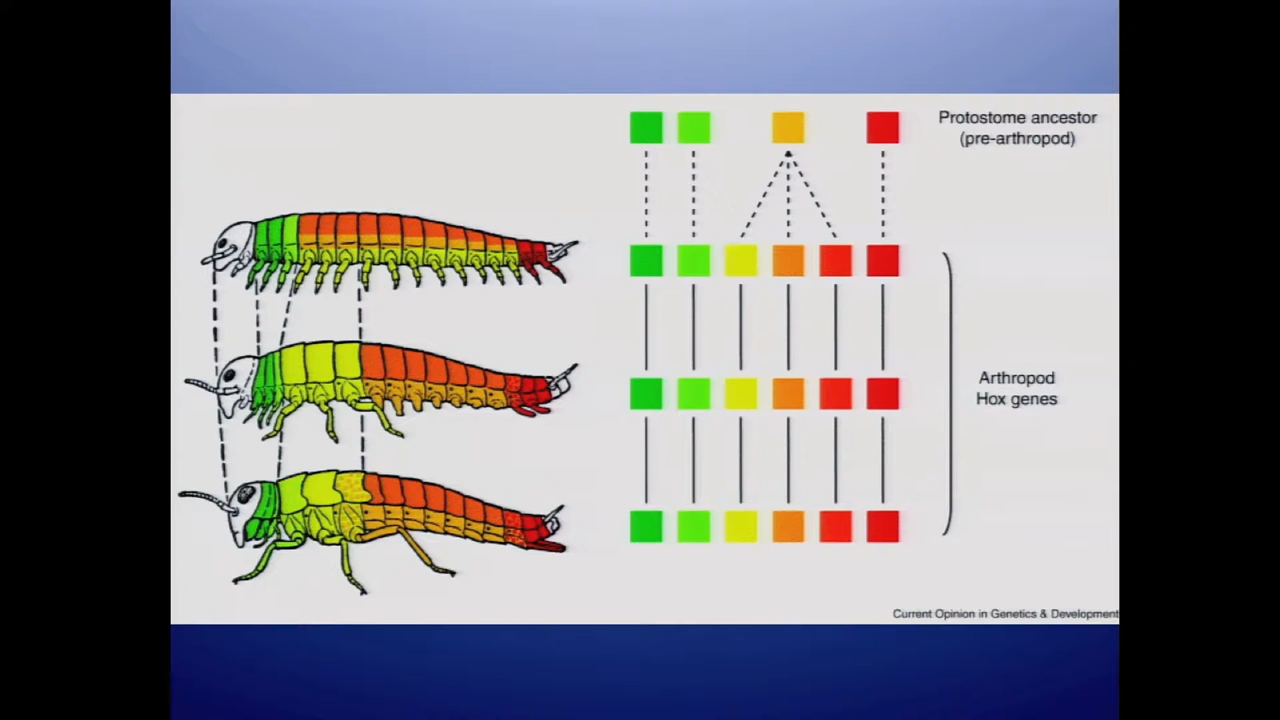 Protostome ancestor
(pre-arthropod)
Arthropod
Hox genes
Current Opinion in Genetics & Development